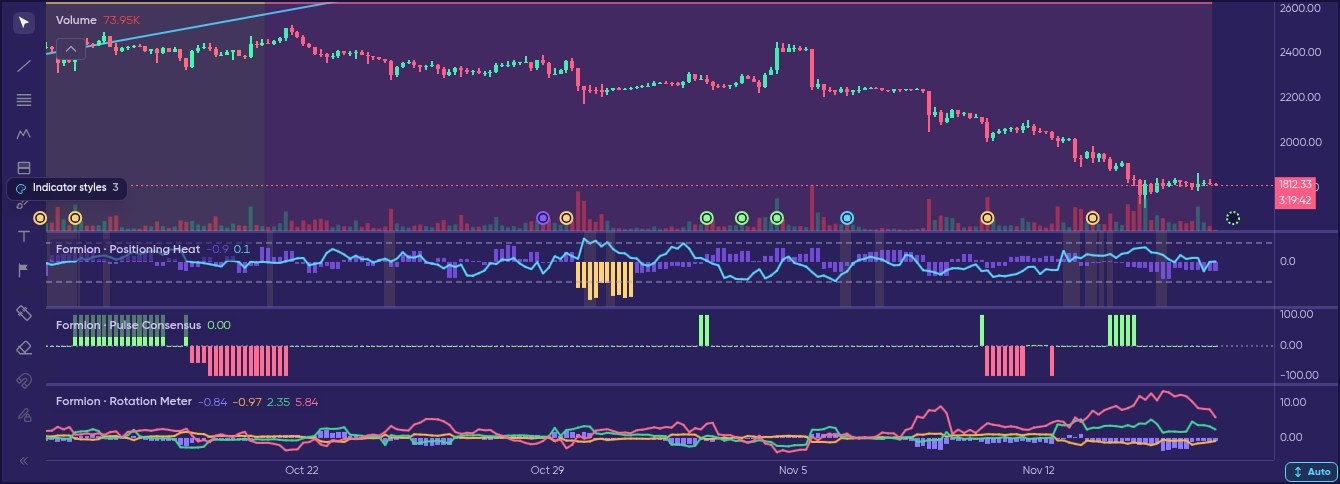 Volume 73.95K
2600.00
2400.00
2200.00
2000.00
Indicator styles 3
1812.33
3:19:42
Formion · Positioning Heat −0.9 0.1
0.0
Formion · Pulse Consensus 0.00
100.00
0.00
−100.00
Formion · Rotation Meter −0.84 −0.97 2.35 5.84
10.00
0.00
Oct 22
Oct 29
Nov 5
Nov 12
Auto